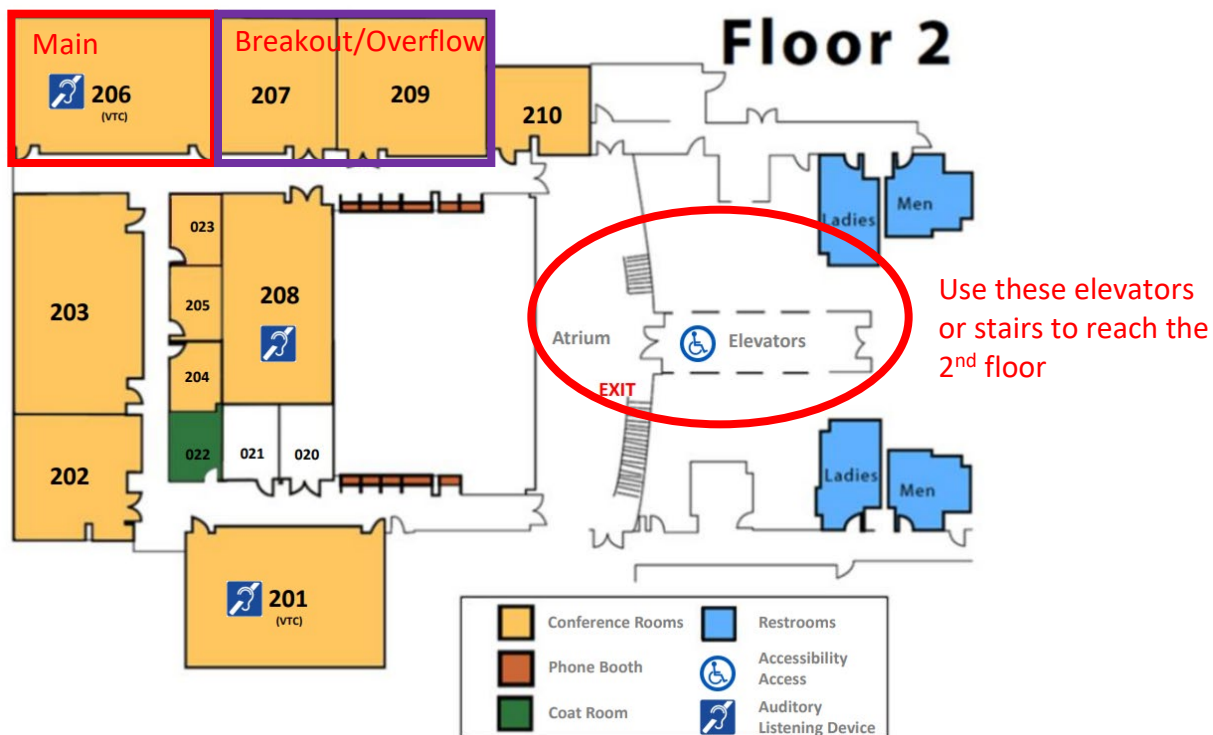 Floor 2
Main
Breakout/Overflow
206
(VTC)
207
209
210
Ladies
Men
023
203
205
208
204
Atrium
Elevators
EXIT
Use these elevators
or stairs to reach the
2nd floor
202
022
021
020
Ladies
Men
201
(VTC)
Conference Rooms
Restrooms
Phone Booth
Accessibility
Access
Coat Room
Auditory
Listening Device